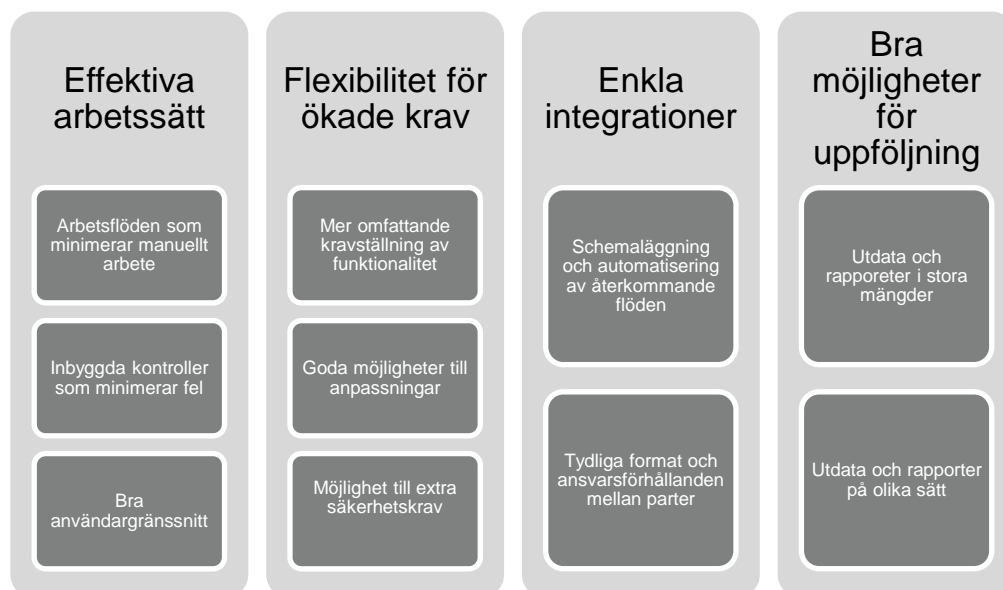 Effektiva
arbetssätt
Arbetsflöden som
minimerar manuellt
arbete
Inbyggda kontroller
som minimerar fel
Bra
användargränssnitt
Flexibilitet för
ökade krav
Mer omfattande
kravställning av
funktionalitet
Goda möjligheter till
anpassningar
Möjlighet till extra
säkerhetskrav
Enkla
integrationer
Schemaläggning
och automatisering
av återkommande
flöden
Tydliga format och
ansvarsförhållanden
mellan parter
Bra
möjligheter
för
uppföljning
Utdata och
rapporeter i stora
mängder
Utdata och rapporter
på olika sätt